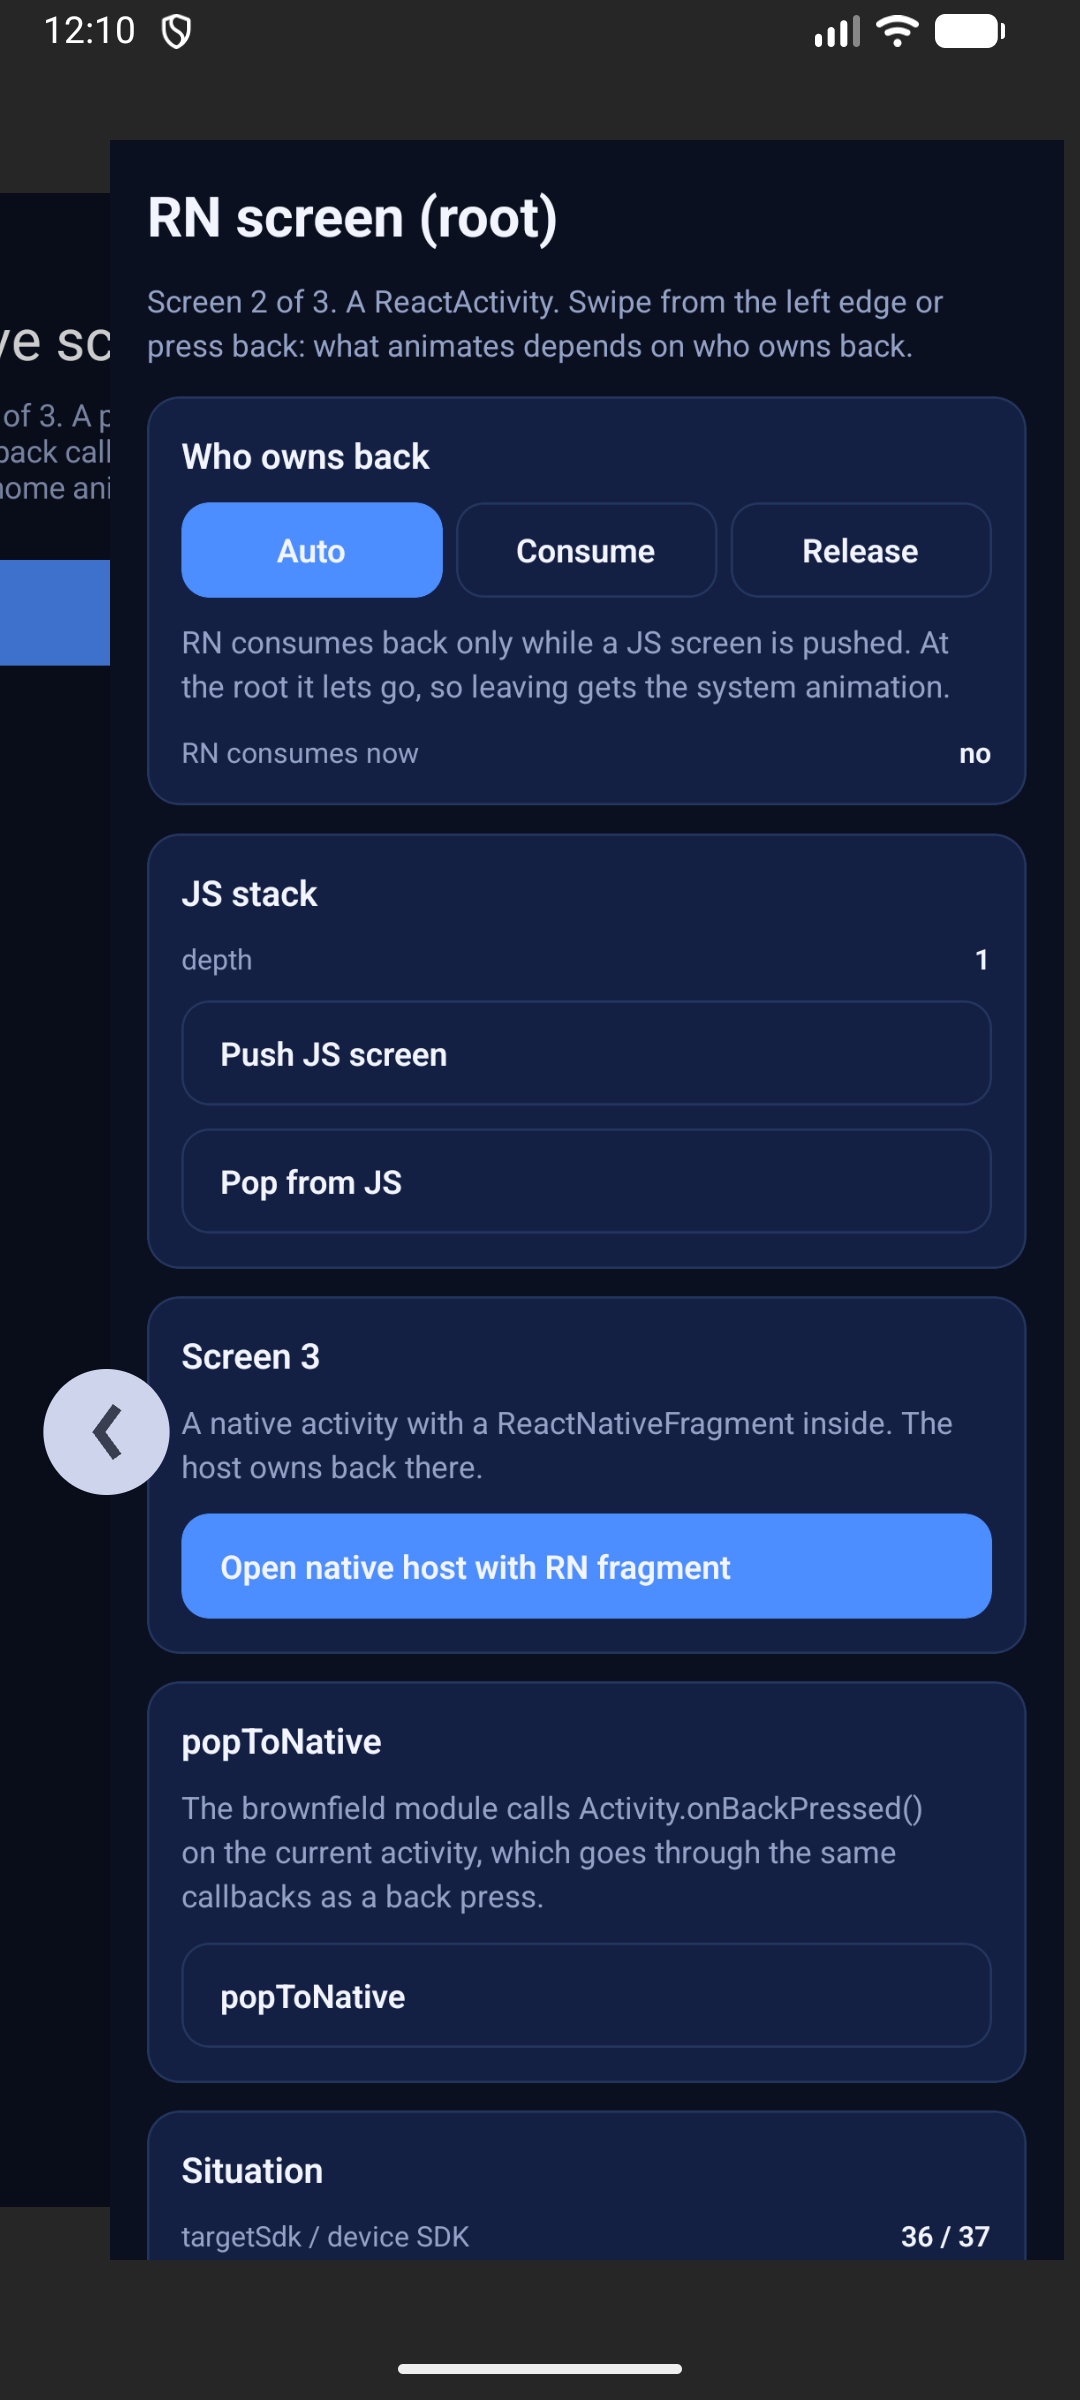 12:10
RN screen (root)
Screen 2 of 3. A ReactActivity. Swipe from the left edge or
press back: what animates depends on who owns back.
of 3. A
back call
Who owns back
Auto
Consume
Release
RN consumes back only while a JS screen is pushed. At
the root it lets go, so leaving gets the system animation.
RN consumes now
no
JS stack
depth
1
Push JS screen
Pop from JS
Screen 3
A native activity with a ReactNativeFragment inside. The
host owns back there.
Open native host with RN fragment
popToNative
The brownfield module calls Activity.onBackPressed()
on the current activity, which goes through the same
callbacks as a back press.
popToNative
Situation
targetSdk / device SDK
36 / 37